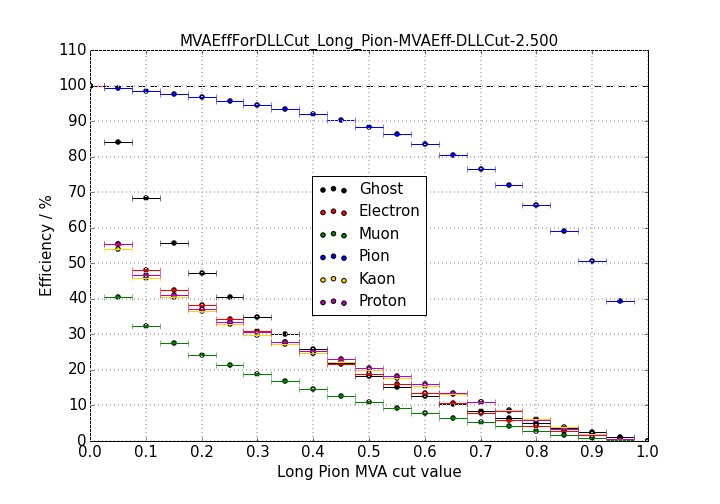 MVAEffForDLLCut_Long_Pion-MVAEff-DLLCut-2.500
110
100
90
80
70
60
50
40
30
20
10
0
Efficiency / %
Ghost
Electron
Muon
Pion
Kaon
Proton
0.0 0.1 0.2 0.3 0.4 0.5 0.6 0.7 0.8 0.9 1.0
Long Pion MVA cut value